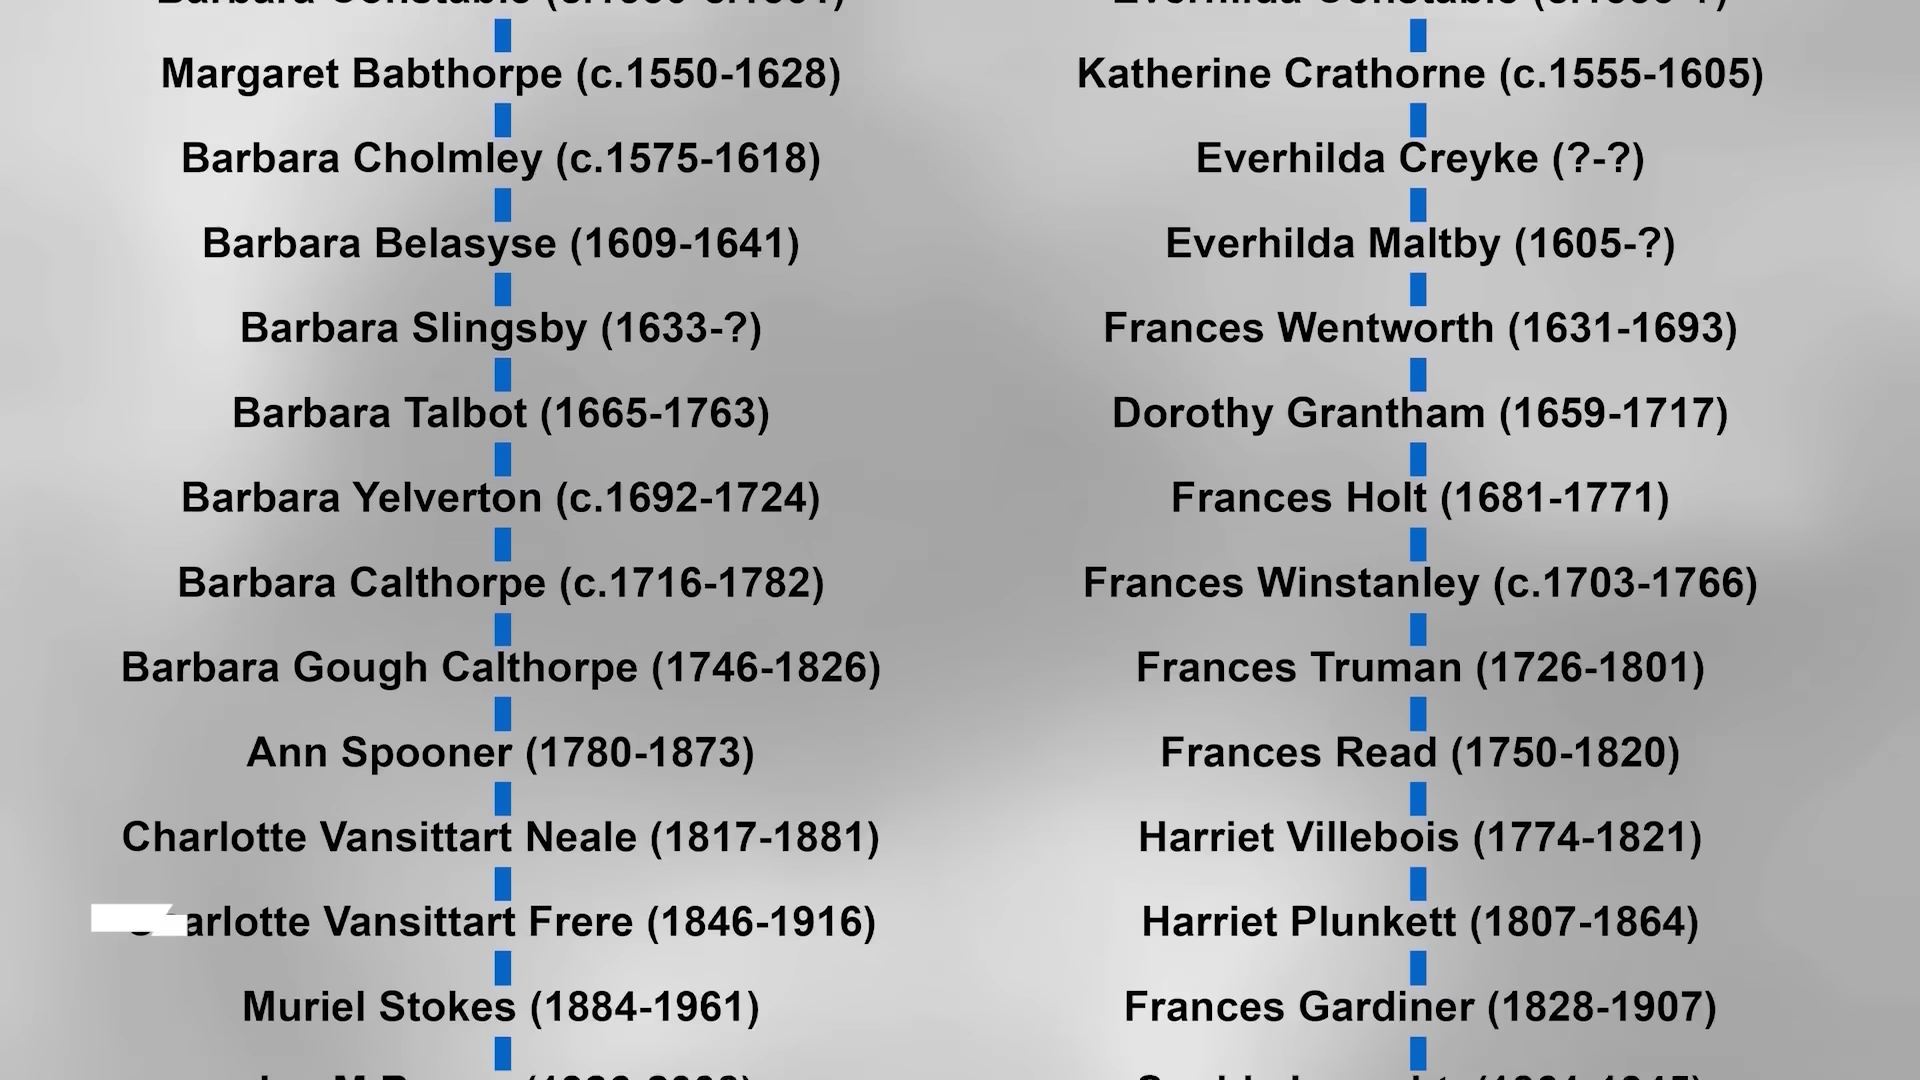 Margaret Babthorpe (c.1550-1628)
Barbara Cholmley (c.1575-1618)
Barbara Belasyse (1609-1641)
Barbara Slingsby (1633-?)
Barbara Talbot (1665-1763)
Barbara Yelverton (c.1692-1724)
Barbara Calthorpe (c.1716-1782)
Barbara Gough Calthorpe (1746-1826)
Ann Spooner (1780-1873)
Charlotte Vansittart Neale (1817-1881)
arlotte Vansittart Frere (1846-1916)
Muriel Stokes (1884-1961)
Katherine Crathorne (c.1555-1605)
Everhilda Creyke (?-?)
Everhilda Maltby (1605-?)
Frances Wentworth (1631-1693)
Dorothy Grantham (1659-1717)
Frances Holt (1681-1771)
Frances Winstanley (c.1703-1766)
Frances Truman (1726-1801)
Frances Read (1750-1820)
Harriet Villebois (1774-1821)
Harriet Plunkett (1807-1864)
Frances Gardiner (1828-1907)